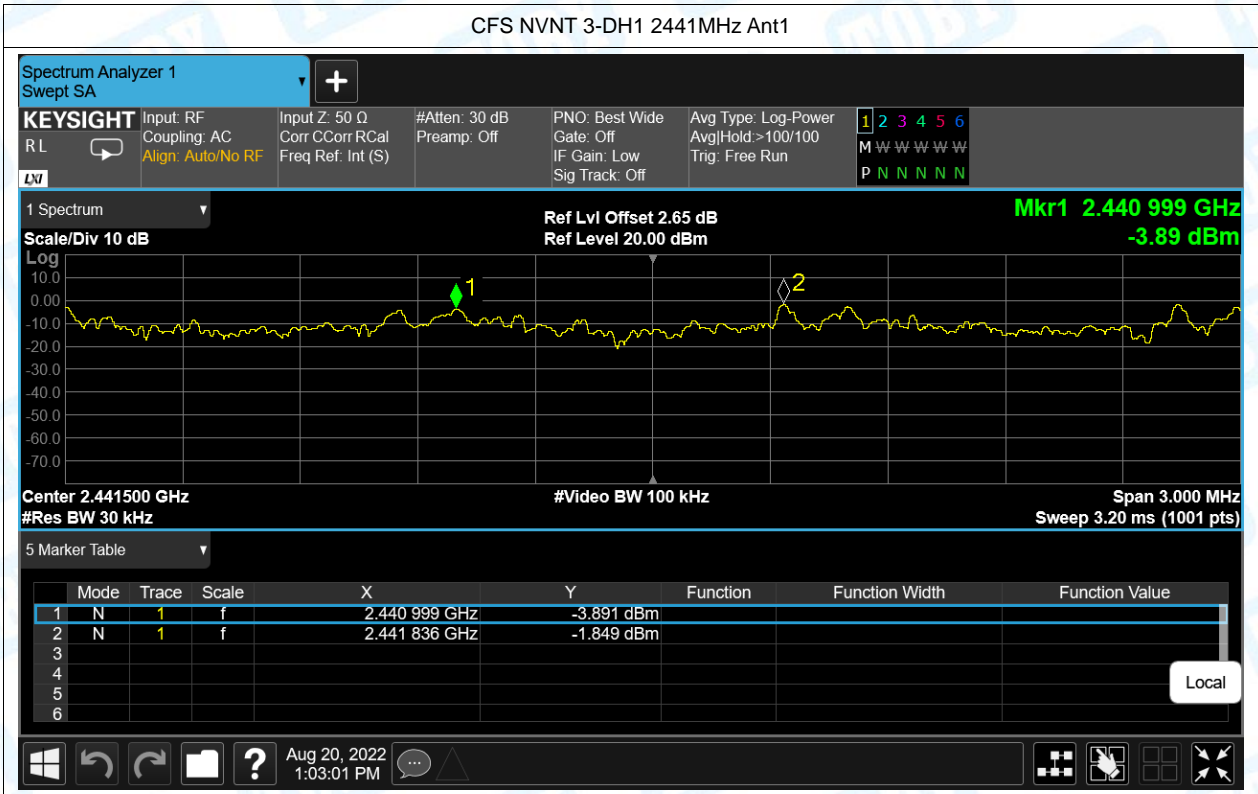 CFS NVNT 3-DH1 2441MHz Ant1
Spectrum Analyzer 1
Swept SA
KEYSIGHT
RL
LXI
Input: RF
Coupling: AC
Align: Auto/No RF
Input Z: 50 Ω
Corr CCorr RCal
Freq Ref: Int (S)
#Atten: 30 dB
Preamp: Off
PNO: Best Wide
Gate: Off
IF Gain: Low
Sig Track: Off
Avg Type: Log-Power
Avg|Hold:>100/100
Trig: Free Run
1 2 3 4 5 6
M W W W W W
P N N N N N
1 Spectrum
Scale/Div 10 dB
Ref Lvl Offset 2.65 dB
Ref Level 20.00 dBm
Mkr1 2.440 999 GHz
-3.89 dBm
Log
10.0
0.00
-10.0
-20.0
-30.0
-40.0
-50.0
-60.0
-70.0
1
2
Center 2.441500 GHz
#Video BW 100 kHz
Span 3.000 MHz
#Res BW 30 kHz
Sweep 3.20 ms (1001 pts)
5 Marker Table
Mode Trace Scale X Y Function Function Width Function Value
1 N 1 f 2.440 999 GHz -3.891 dBm
2 N 1 f 2.441 836 GHz -1.849 dBm
3
4
5
6
Local
?
Aug 20, 2022
1:03:01 PM